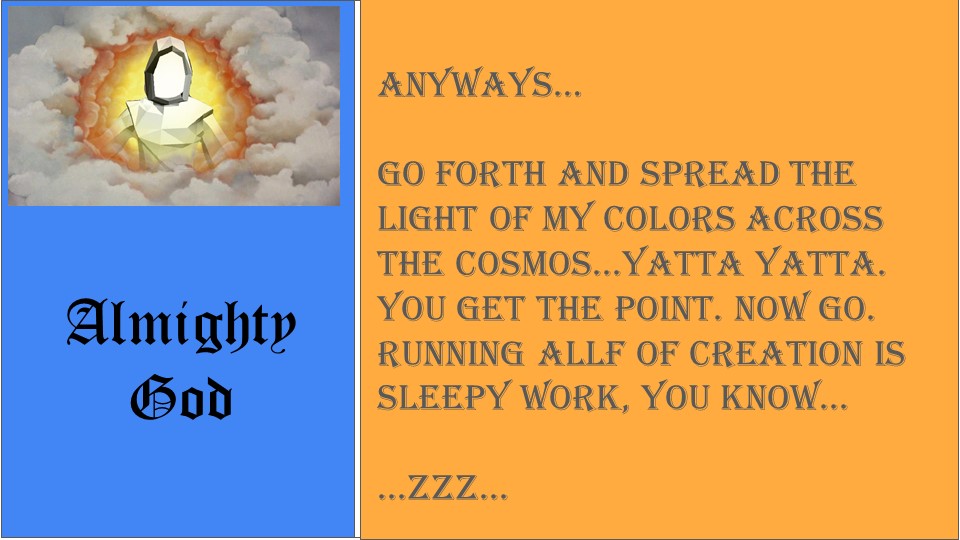 Almighty
God
ANYWAYS...
GO FORTH AND SPREAD THE
LIGHT OF MY COLORS ACROSS
THE COSMOS...YATTA YATTA.
YOU GET THE POINT. NOW GO.
RUNNING ALLF OF CREATION IS
SLEEPY WORK, YOU KNOW...
...ZZZ...